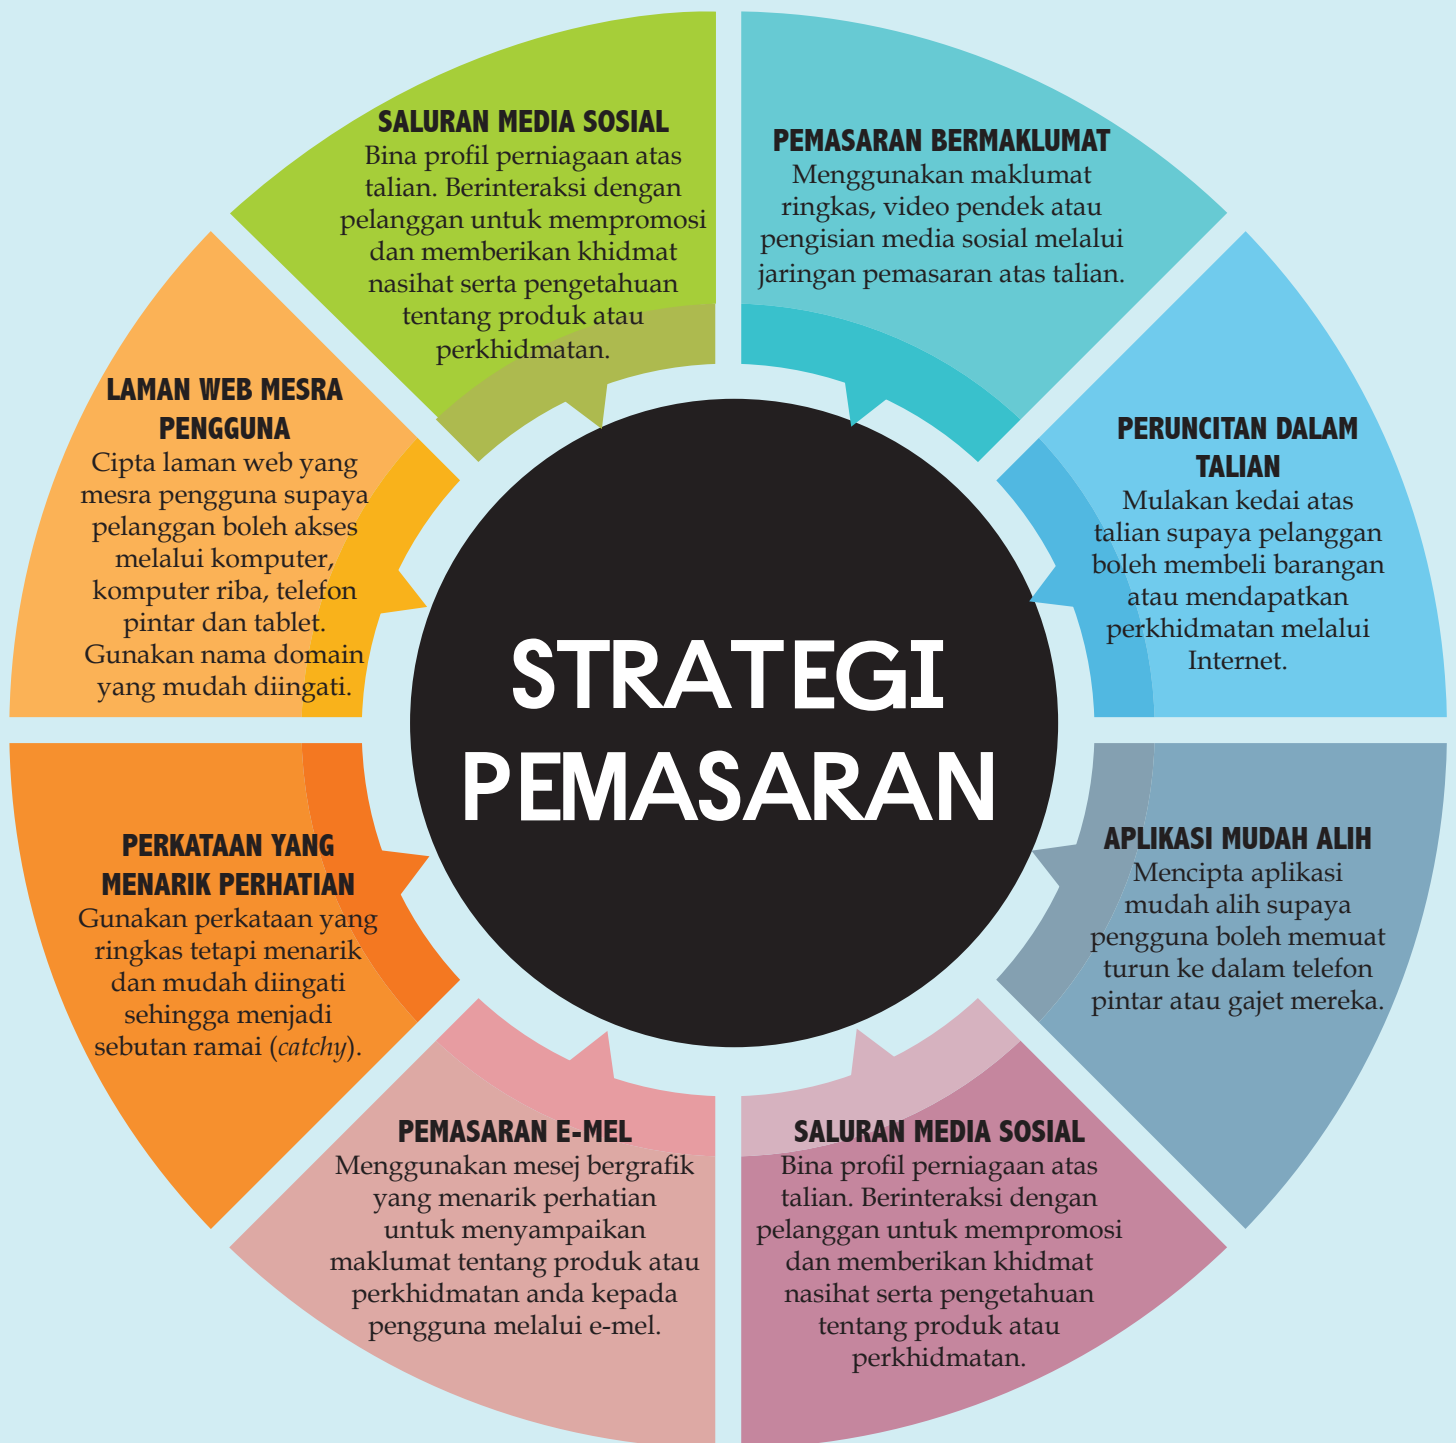 SALURAN MEDIA SOSIAL
Bina profil perniagaan atas
talian. Berinteraksi dengan
pelanggan untuk mempromosi
dan memberikan khidmat
nasihat serta pengetahuan
tentang produk atau
perkhidmatan.
PEMASARAN BERMAKLUMAT
Menggunakan maklumat
ringkas, video pendek atau
pengisian media sosial melalui
jaringan pemasaran atas talian.
LAMAN WEB MESRA
PENGGUNA
Cipta laman web yang
mesra pengguna supaya
pelanggan boleh akses
melalui komputer,
komputer riba, telefon
pintar dan tablet.
Gunakan nama domain
yang mudah diingati.
PERUNCITAN DALAM
TALIAN
Mulakan kedai atas
talian supaya pelanggan
boleh membeli barangan
atau mendapatkan
perkhidmatan melalui
Internet.
STRATEGI
PEMASARAN
PERKATAAN YANG
MENARIK PERHATIAN
Gunakan perkataan yang
ringkas tetapi menarik
dan mudah diingati
sehingga menjadi
sebutan ramai (catchy).
APLIKASI MUDAH ALIH
Mencipta aplikasi
mudah alih supaya
pengguna boleh memuat
turun ke dalam telefon
pintar atau gajet mereka.
PEMASARAN E-MEL
Menggunakan mesej bergrafik
yang menarik perhatian
untuk menyampaikan
maklumat tentang produk atau
perkhidmatan anda kepada
pengguna melalui e-mel.
SALURAN MEDIA SOSIAL
Bina profil perniagaan atas
talian. Berinteraksi dengan
pelanggan untuk mempromosi
dan memberikan khidmat
nasihat serta pengetahuan
tentang produk atau
perkhidmatan.